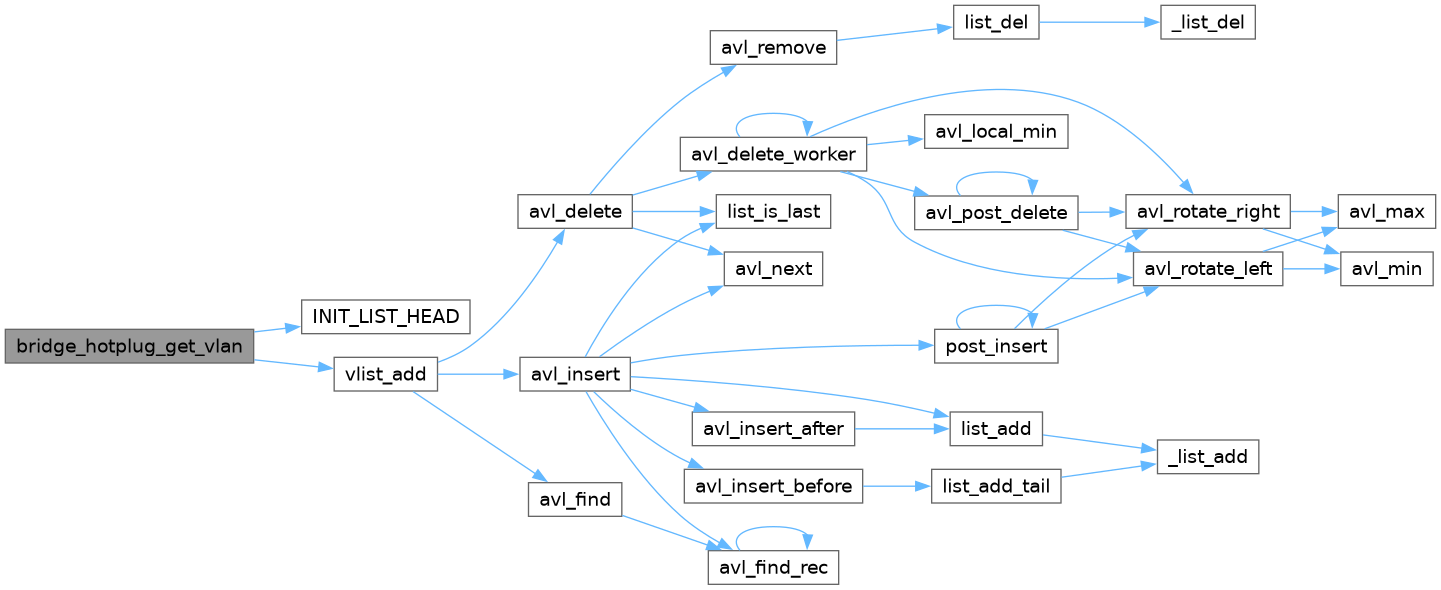 bridge_hotplug_get_vlan
INIT_LIST_HEAD
vlist_add
avl_delete
avl_insert
avl_find
avl_remove
avl_delete_worker
list_is_last
avl_next
avl_insert_after
avl_insert_before
avl_find_rec
list_del
avl_local_min
avl_post_delete
post_insert
list_add
list_add_tail
_list_del
avl_rotate_right
avl_rotate_left
_list_add
avl_max
avl_min